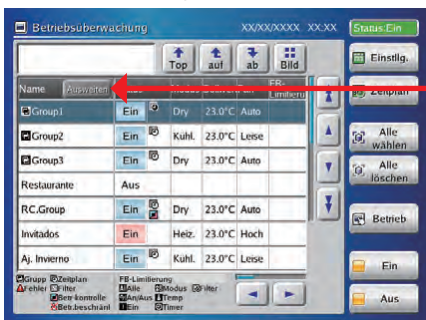 Betriebsüberwachung XX/XX/XXXX XX:XX Status:Ein
Top auf ab Bild Einstllg.
Name Ausweiten Modus FB-Limitieru Zeitplan
Group1 Ein Dry 23.0°C Auto
Group2 Ein Kühl. 23.0°C Leise Alle wählen
Group3 Ein Dry 23.0°C Auto Alle löschen
Restaurante Aus
RC.Group Ein Dry 23.0°C Auto Betrieb
Invitados Ein Heiz. 23.0°C Hoch
Aj. Invierno Ein Kühl. 23.0°C Leise Ein
Grupp Zeitplan FB-Limitierung
Fehler Filter Alle Modus Filter
Betr-kontrolle An/Aus Temp Aus
Betr.beschränl Ein Timer